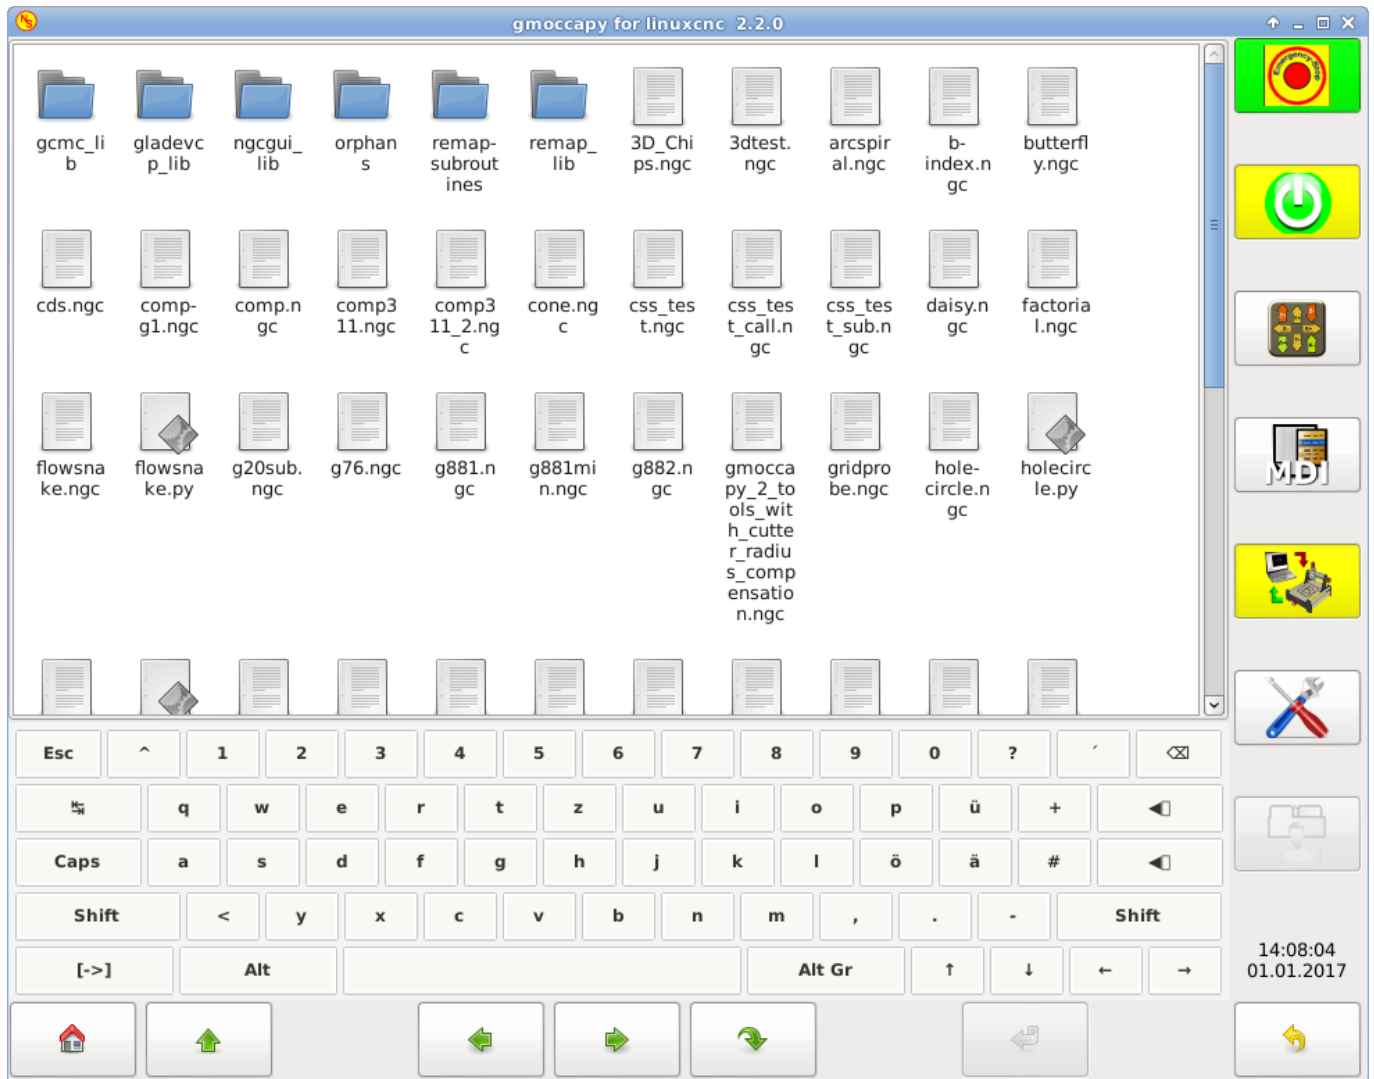 gmoccapy for linuxcnc 2.2.0
Emergency-Stop
gcmc_li
b
gladevc
p_lib
ngcgui_
lib
orphan
s
remap-
subrout
ines
remap_
lib
3D_Chi
ps.ngc
3dtest.
ngc
arcspir
al.ngc
b-
index.n
gc
butterfl
y.ngc
cds.ngc
comp-
g1.ngc
comp.n
gc
comp3
11.ngc
comp3
11_2.ng
c
cone.ng
c
css_tes
t.ngc
css_tes
t_call.n
gc
css_tes
t_sub.n
gc
daisy.n
gc
factoria
l.ngc
flowsna
ke.ngc
flowsna
ke.py
g20sub.
ngc
g76.ngc
g881.n
gc
g881mi
n.ngc
g882.n
gc
gmocca
py_2_to
ols_wit
h_cutte
r_radiu
s_comp
ensatio
n.ngc
gridpro
be.ngc
hole-
circle.n
gc
holecirc
le.py
MDI
Esc ^ 1 2 3 4 5 6 7 8 9 0 ? ´ ⌫
↹ q w e r t z u i o p ü + ◀
Caps a s d f g h j k l ö ä # ◀
Shift < y x c v b n m , . - Shift
[->] Alt Alt Gr ↑ ↓ ← →
14:08:04
01.01.2017